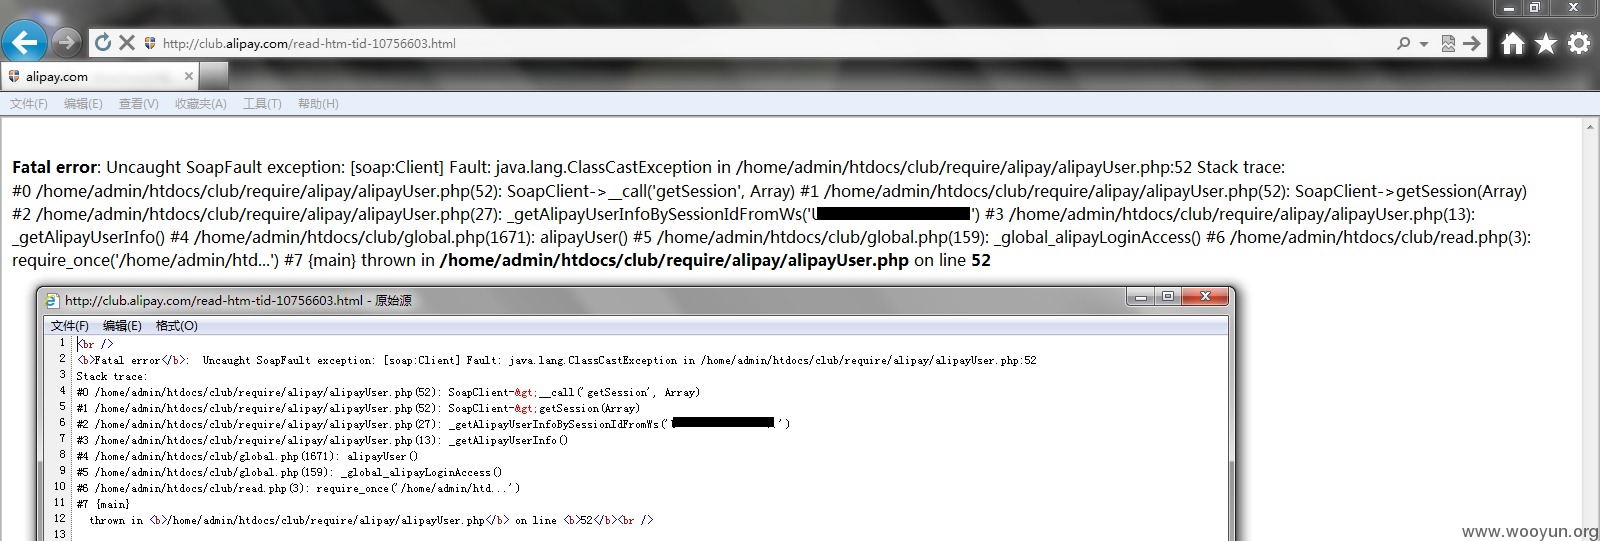 http://club.alipay.com/read-htm-tid-10756603.html
alipay.com
文件(F) 编辑(E) 查看(V) 收藏夹(A) 工具(T) 帮助(H)
Fatal error: Uncaught SoapFault exception: [soap:Client] Fault: java.lang.ClassCastException in /home/admin/htdocs/club/require/alipay/alipayUser.php:52 Stack trace:
#0 /home/admin/htdocs/club/require/alipay/alipayUser.php(52): SoapClient->__call('getSession', Array) #1 /home/admin/htdocs/club/require/alipay/alipayUser.php(52): SoapClient->getSession(Array)
#2 /home/admin/htdocs/club/require/alipay/alipayUser.php(27): _getAlipayUserInfoBySessionIdFromWs(' ') #3 /home/admin/htdocs/club/require/alipay/alipayUser.php(13):
_getAlipayUserInfo() #4 /home/admin/htdocs/club/global.php(1671): alipayUser() #5 /home/admin/htdocs/club/global.php(159): _global_alipayLoginAccess() #6 /home/admin/htdocs/club/read.php(3):
require_once('/home/admin/htd...') #7 {main} thrown in /home/admin/htdocs/club/require/alipay/alipayUser.php on line 52
http://club.alipay.com/read-htm-tid-10756603.html - 原始源
文件(F) 编辑(E) 格式(O)
1 <br />
2 <b>Fatal error</b>: Uncaught SoapFault exception: [soap:Client] Fault: java.lang.ClassCastException in /home/admin/htdocs/club/require/alipay/alipayUser.php:52
3 Stack trace:
4 #0 /home/admin/htdocs/club/require/alipay/alipayUser.php(52): SoapClient-&gt;__call('getSession', Array)
5 #1 /home/admin/htdocs/club/require/alipay/alipayUser.php(52): SoapClient-&gt;getSession(Array)
6 #2 /home/admin/htdocs/club/require/alipay/alipayUser.php(27): _getAlipayUserInfoBySessionIdFromWs(' ')
7 #3 /home/admin/htdocs/club/require/alipay/alipayUser.php(13): _getAlipayUserInfo()
8 #4 /home/admin/htdocs/club/global.php(1671): alipayUser()
9 #5 /home/admin/htdocs/club/global.php(159): _global_alipayLoginAccess()
10 #6 /home/admin/htdocs/club/read.php(3): require_once('/home/admin/htd...')
11 #7 {main}
12 thrown in <b>/home/admin/htdocs/club/require/alipay/alipayUser.php</b> on line <b>52</b><br />
13
www.wooyun.org